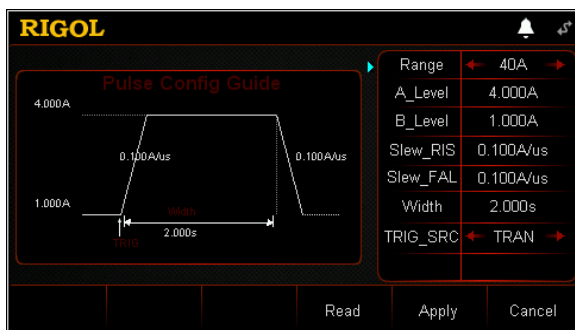 RIGOL
Pulse Config Guide
4.000A
0.100A/us
0.100A/us
1.000A
Width
2.000s
TRIG
Range 40A
A_Level 4.000A
B_Level 1.000A
Slew_RIS 0.100A/us
Slew_FAL 0.100A/us
Width 2.000s
TRIG_SRC TRAN
Read Apply Cancel